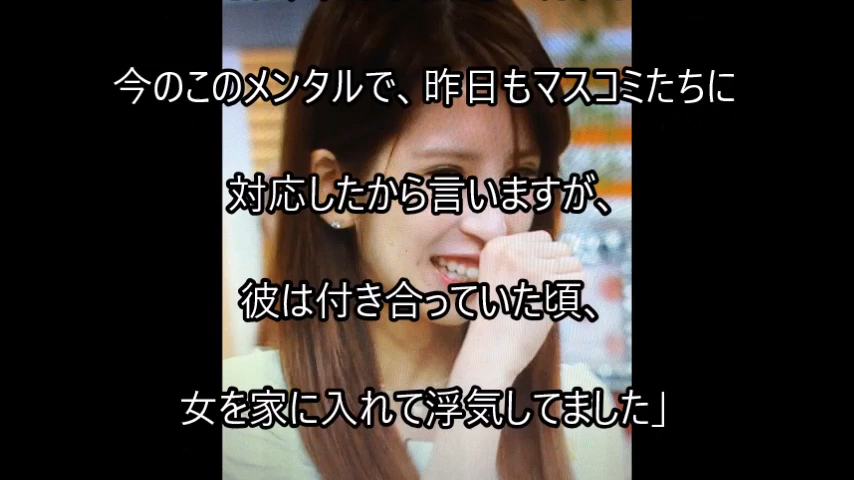 今のこのメンタルで、昨日もマスコミたちに
対応したから言いますが、
彼は付き合っていた頃、
女を家に入れて浮気してました」